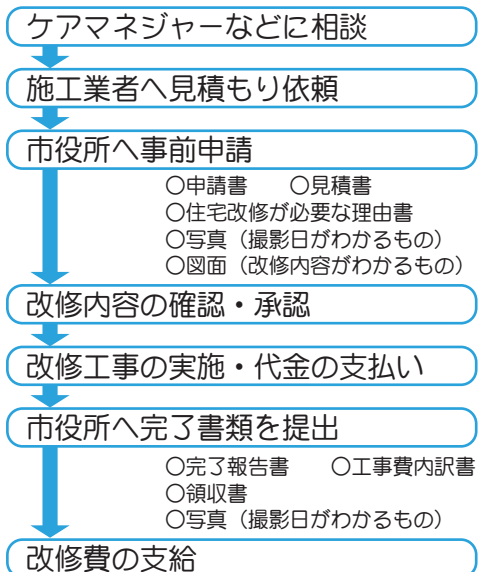 ケアマネジャーなどに相談
施工業者へ見積もり依頼
市役所へ事前申請
○申請書　○見積書
○住宅改修が必要な理由書
○写真（撮影日がわかるもの）
○図面（改修内容がわかるもの）
改修内容の確認・承認
改修工事の実施・代金の支払い
市役所へ完了書類を提出
○完了報告書　○工事費内訳書
○領収書
○写真（撮影日がわかるもの）
改修費の支給